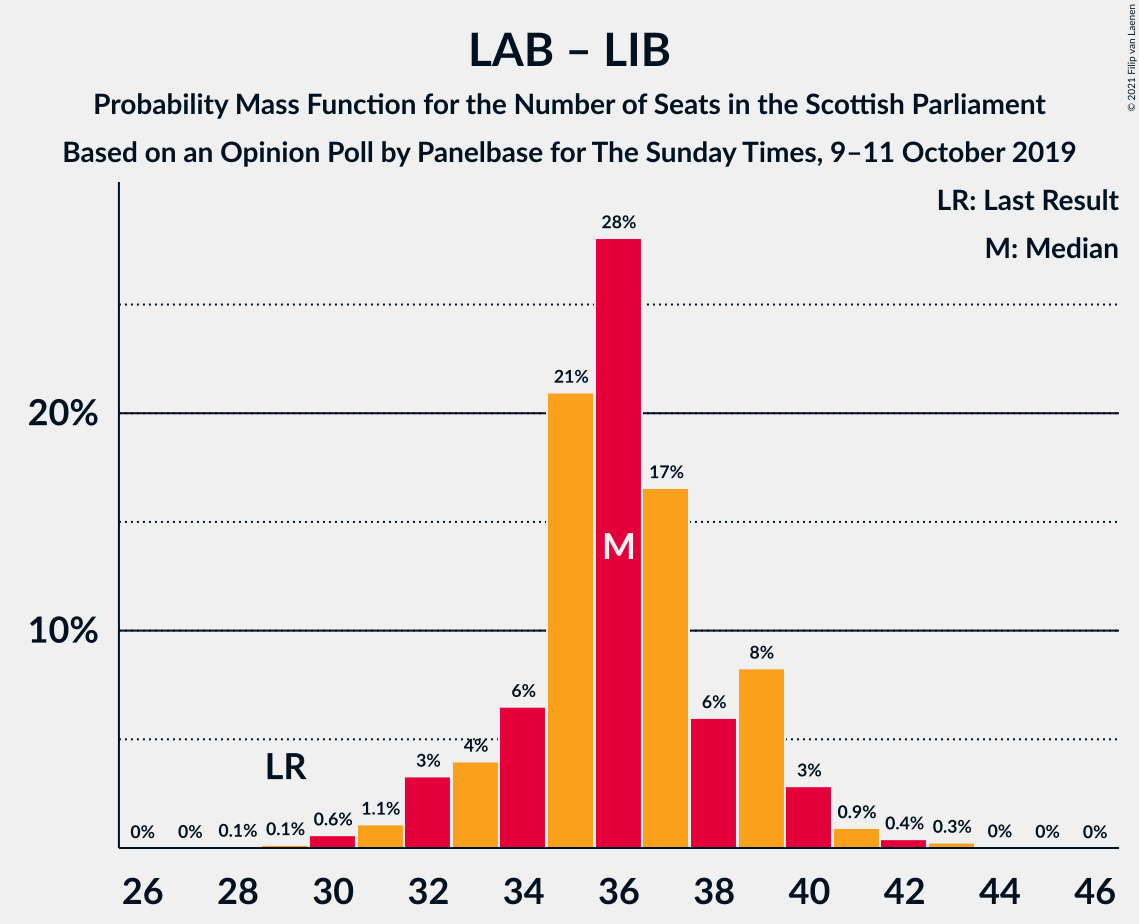 LAB – LIB
Probability Mass Function for the Number of Seats in the Scottish Parliament
Based on an Opinion Poll by Panelbase for The Sunday Times, 9–11 October 2019
© 2021 Filip van Laenen
LR: Last Result
M: Median
20%
10%
0%
0%
0.1%
0.1%
0.6%
1.1%
3%
4%
6%
21%
28%
17%
6%
8%
3%
0.9%
0.4%
0.3%
0%
0%
0%
LR
M
26 28 30 32 34 36 38 40 42 44 46